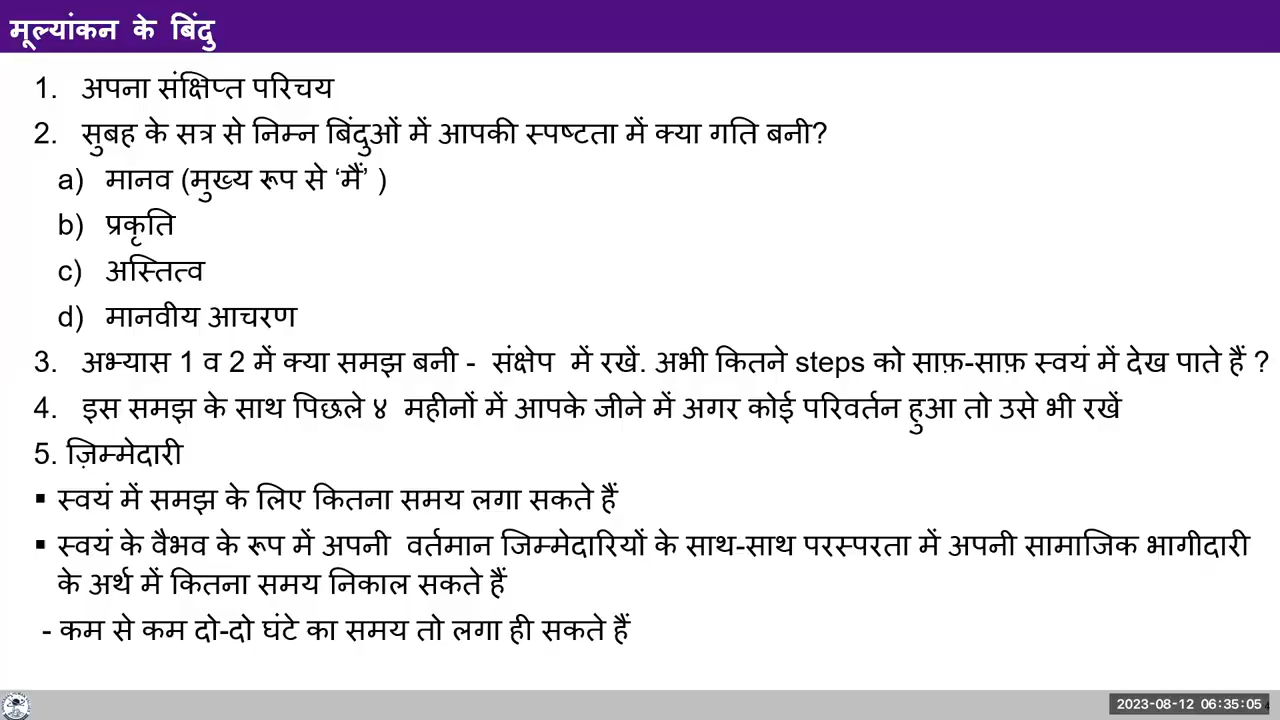 मूल्यांकन के बिंदु
1. अपना संक्षिप्त परिचय
2. सुबह के सत्र से निम्न बिंदुओं में आपकी स्पष्टता में क्या गति बनी?
a) मानव (मुख्य रूप से ‘मैं’ )
b) प्रकृति
c) अस्तित्व
d) मानवीय आचरण
3. अभ्यास 1 व 2 में क्या समझ बनी - संक्षेप में रखें. अभी कितने steps को साफ़-साफ़ स्वयं में देख पाते हैं ?
4. इस समझ के साथ पिछले ४ महीनों में आपके जीने में अगर कोई परिवर्तन हुआ तो उसे भी रखें
5. ज़िम्मेदारी
▪ स्वयं में समझ के लिए कितना समय लगा सकते हैं
▪ स्वयं के वैभव के रूप में अपनी वर्तमान जिम्मेदारियों के साथ-साथ परस्परता में अपनी सामाजिक भागीदारी
के अर्थ में कितना समय निकाल सकते हैं
- कम से कम दो-दो घंटे का समय तो लगा ही सकते हैं
2023-08-12 06:35:05